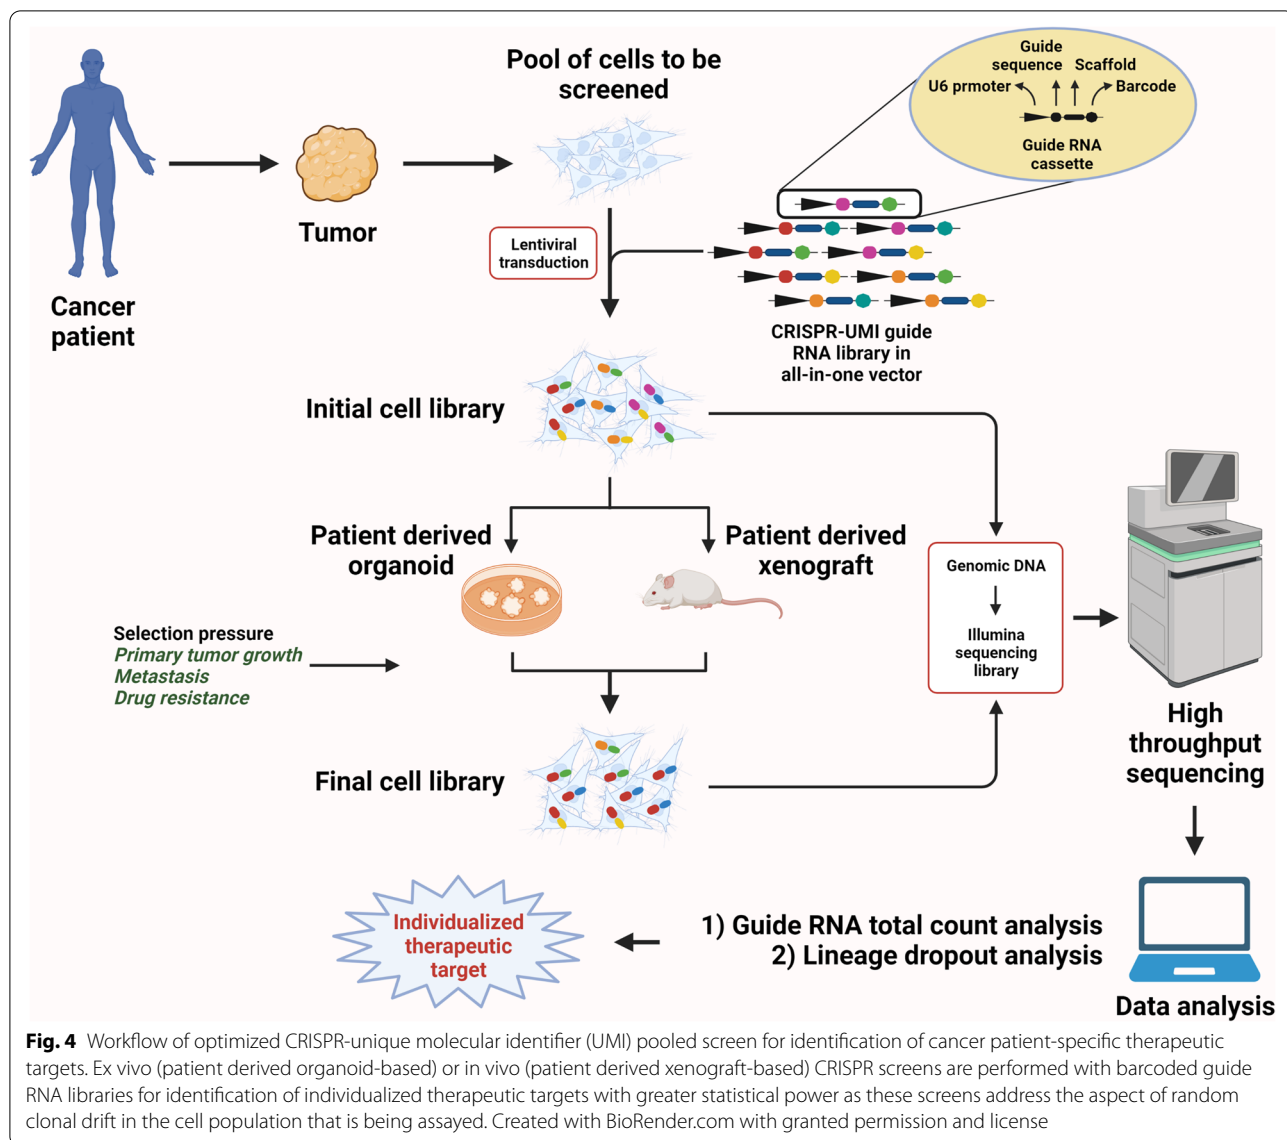 Pool of cells to be
screened
Guide
sequence
Scaffold
U6 prmoter
Barcode
Guide RNA
cassette
Tumor
Lentiviral
transduction
Cancer
patient
CRISPR-UMI guide
RNA library in
all-in-one vector
Initial cell library
Patient derived
organoid
Patient derived
xenograft
Genomic DNA
Illumina
sequencing
library
Selection pressure
Primary tumor growth
Metastasis
Drug resistance
High
throughput
sequencing
Final cell library
Individualized
therapeutic
target
1) Guide RNA total count analysis
2) Lineage dropout analysis
Data analysis
Fig. 4 Workflow of optimized CRISPR-unique molecular identifier (UMI) pooled screen for identification of cancer patient-specific therapeutic
targets. Ex vivo (patient derived organoid-based) or in vivo (patient derived xenograft-based) CRISPR screens are performed with barcoded guide
RNA libraries for identification of individualized therapeutic targets with greater statistical power as these screens address the aspect of random
clonal drift in the cell population that is being assayed. Created with BioRender.com with granted permission and license